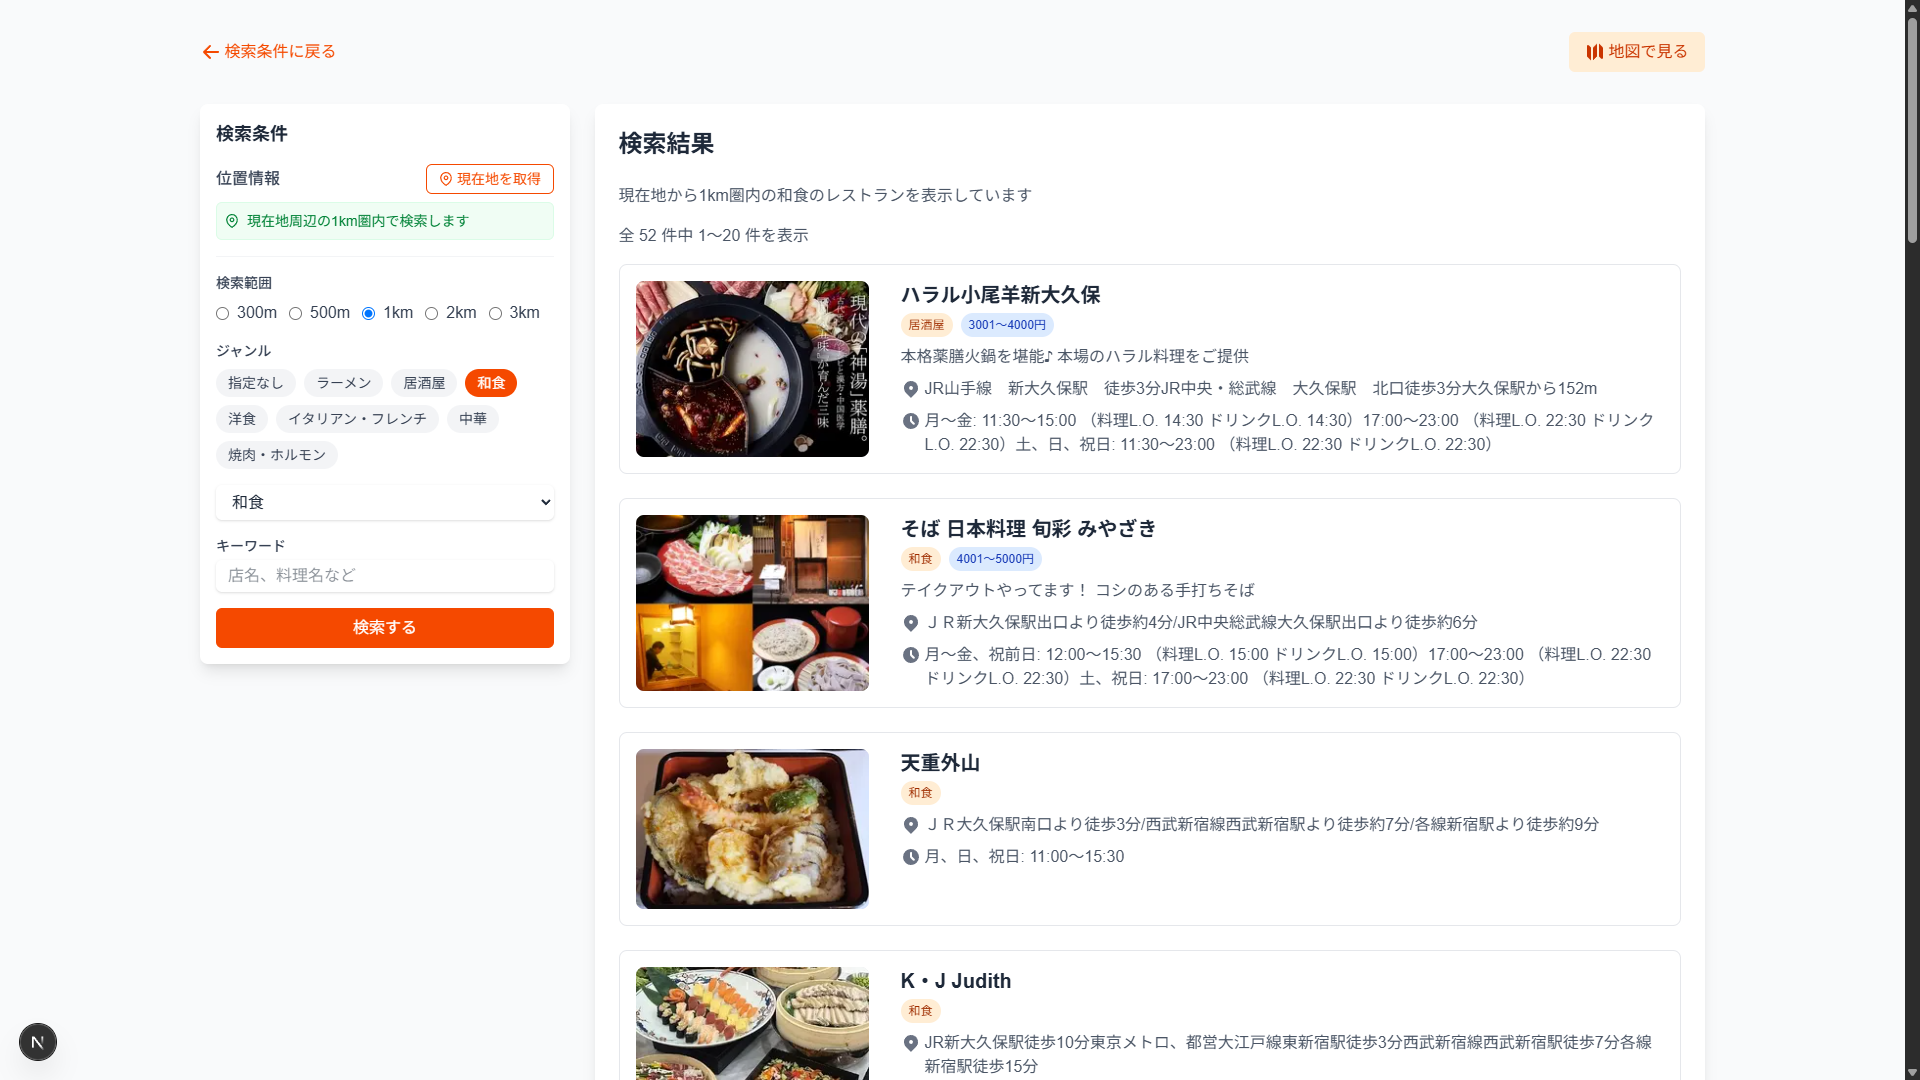 検索条件に戻る
地図で見る
検索条件
位置情報
現在地を取得
現在地周辺の1km圏内で検索します
検索範囲
300m 500m 1km 2km 3km
ジャンル
指定なし ラーメン 居酒屋 和食
洋食 イタリアン・フレンチ 中華
焼肉・ホルモン
和食
キーワード
店名、料理名など
検索する
検索結果
現在地から1km圏内の和食のレストランを表示しています
全 52 件中 1〜20 件を表示
現代の「神湯」薬膳。
ハラル小尾羊新大久保
居酒屋 3001〜4000円
本格薬膳火鍋を堪能♪ 本場のハラル料理をご提供
JR山手線　新大久保駅　徒歩3分JR中央・総武線　大久保駅　北口徒歩3分大久保駅から152m
月〜金: 11:30〜15:00 （料理L.O. 14:30 ドリンクL.O. 14:30）17:00〜23:00 （料理L.O. 22:30 ドリンク
L.O. 22:30）土、日、祝日: 11:30〜23:00 （料理L.O. 22:30 ドリンクL.O. 22:30）
そば 日本料理 旬彩 みやざき
和食 4001〜5000円
テイクアウトやってます！ コシのある手打ちそば
ＪＲ新大久保駅出口より徒歩約4分/JR中央総武線大久保駅出口より徒歩約6分
月〜金、祝前日: 12:00〜15:30 （料理L.O. 15:00 ドリンクL.O. 15:00）17:00〜23:00 （料理L.O. 22:30
ドリンクL.O. 22:30）土、祝日: 17:00〜23:00 （料理L.O. 22:30 ドリンクL.O. 22:30）
天重外山
和食
ＪＲ大久保駅南口より徒歩3分/西武新宿線西武新宿駅より徒歩約7分/各線新宿駅より徒歩約9分
月、日、祝日: 11:00〜15:30
K・J Judith
和食
JR新大久保駅徒歩10分東京メトロ、都営大江戸線東新宿駅徒歩3分西武新宿線西武新宿駅徒歩7分各線
新宿駅徒歩15分
N